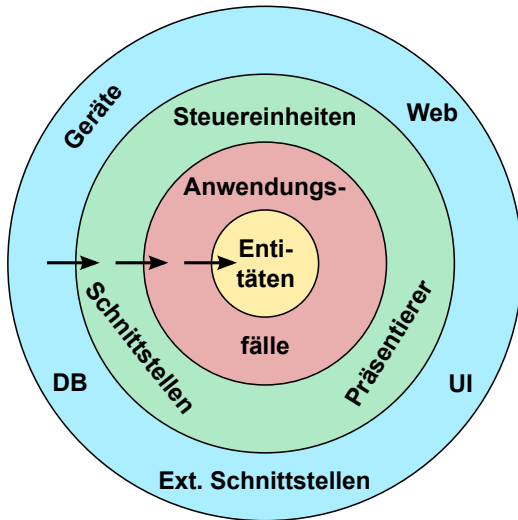 Geräte
Web
Steuereinheiten
Anwendungs-
Enti-
täten
fälle
Schnittstellen
Präsentierer
DB
UI
Ext. Schnittstellen